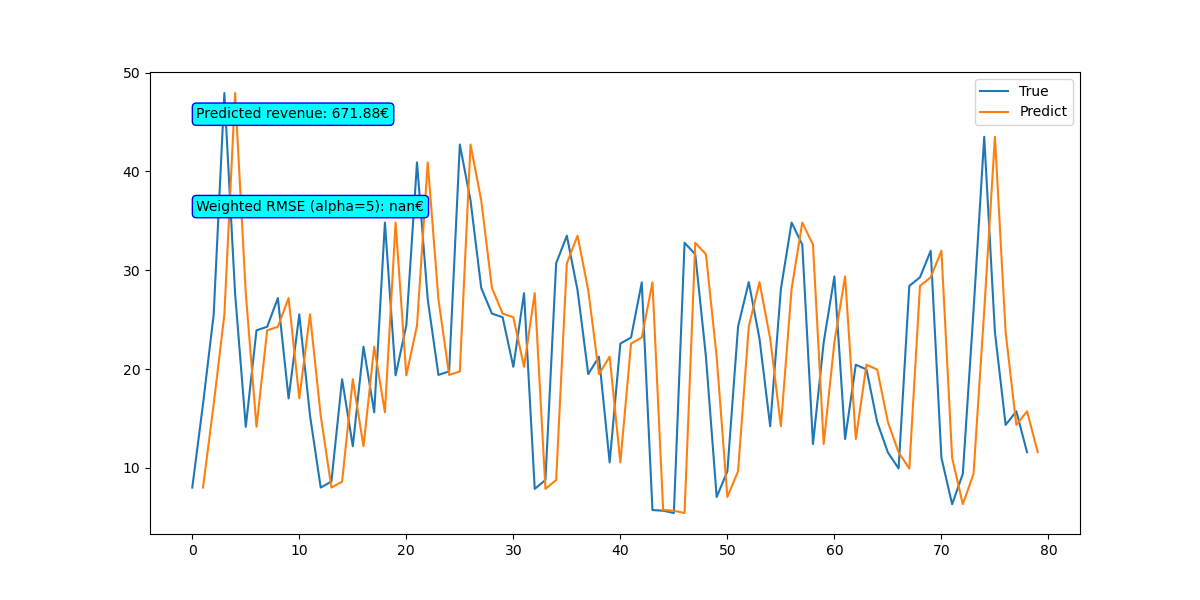 50
40
30
20
10
0 10 20 30 40 50 60 70 80
Predicted revenue: 671.88€
Weighted RMSE (alpha=5): nan€
True
Predict